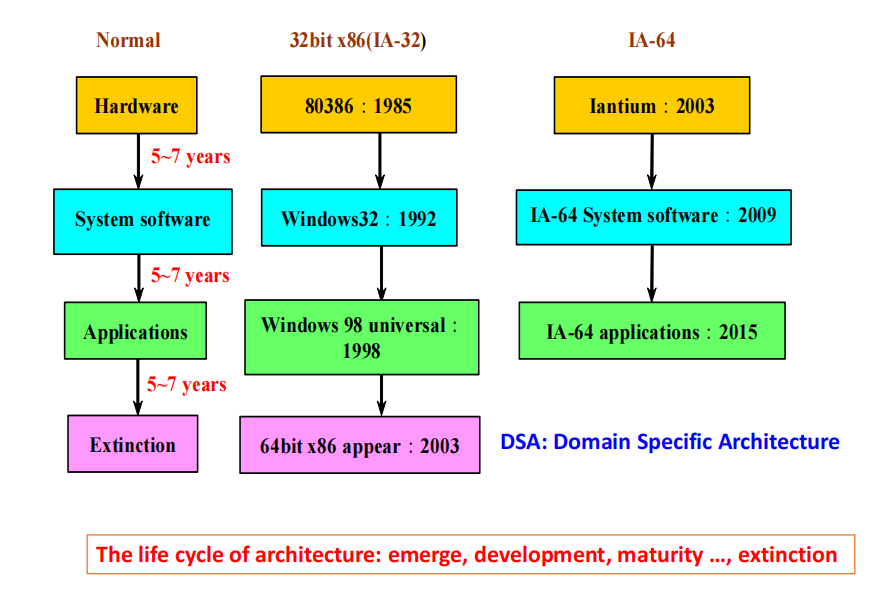 Normal
32bit x86(IA-32)
IA-64
Hardware
80386：1985
Iantium：2003
5~7 years
System software
Windows32：1992
IA-64 System software：2009
5~7 years
Applications
Windows 98 universal：
1998
IA-64 applications：2015
5~7 years
Extinction
64bit x86 appear：2003
DSA: Domain Specific Architecture
The life cycle of architecture: emerge, development, maturity …, extinction